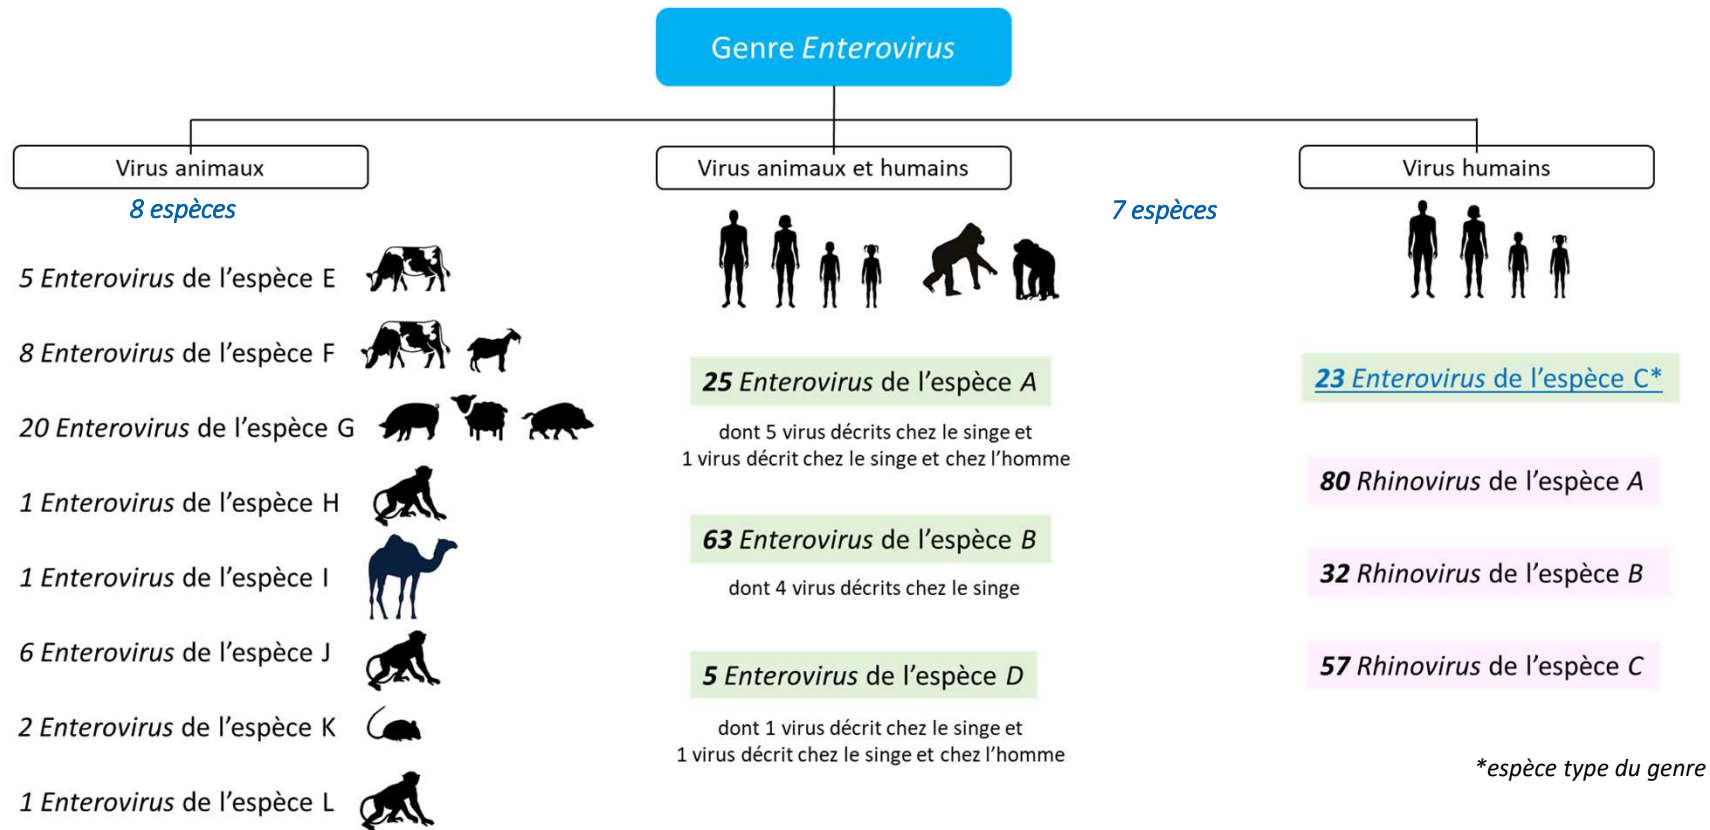 Genre Enterovirus
Virus animaux
8 espèces
5 Enterovirus de l’espèce E
8 Enterovirus de l’espèce F
20 Enterovirus de l’espèce G
1 Enterovirus de l’espèce H
1 Enterovirus de l’espèce I
6 Enterovirus de l’espèce J
2 Enterovirus de l’espèce K
1 Enterovirus de l’espèce L
Virus animaux et humains
7 espèces
25 Enterovirus de l’espèce A
dont 5 virus décrits chez le singe et
1 virus décrit chez le singe et chez l’homme
63 Enterovirus de l’espèce B
dont 4 virus décrits chez le singe
5 Enterovirus de l’espèce D
dont 1 virus décrit chez le singe et
1 virus décrit chez le singe et chez l’homme
Virus humains
23 Enterovirus de l’espèce C*
80 Rhinovirus de l’espèce A
32 Rhinovirus de l’espèce B
57 Rhinovirus de l’espèce C
*espèce type du genre